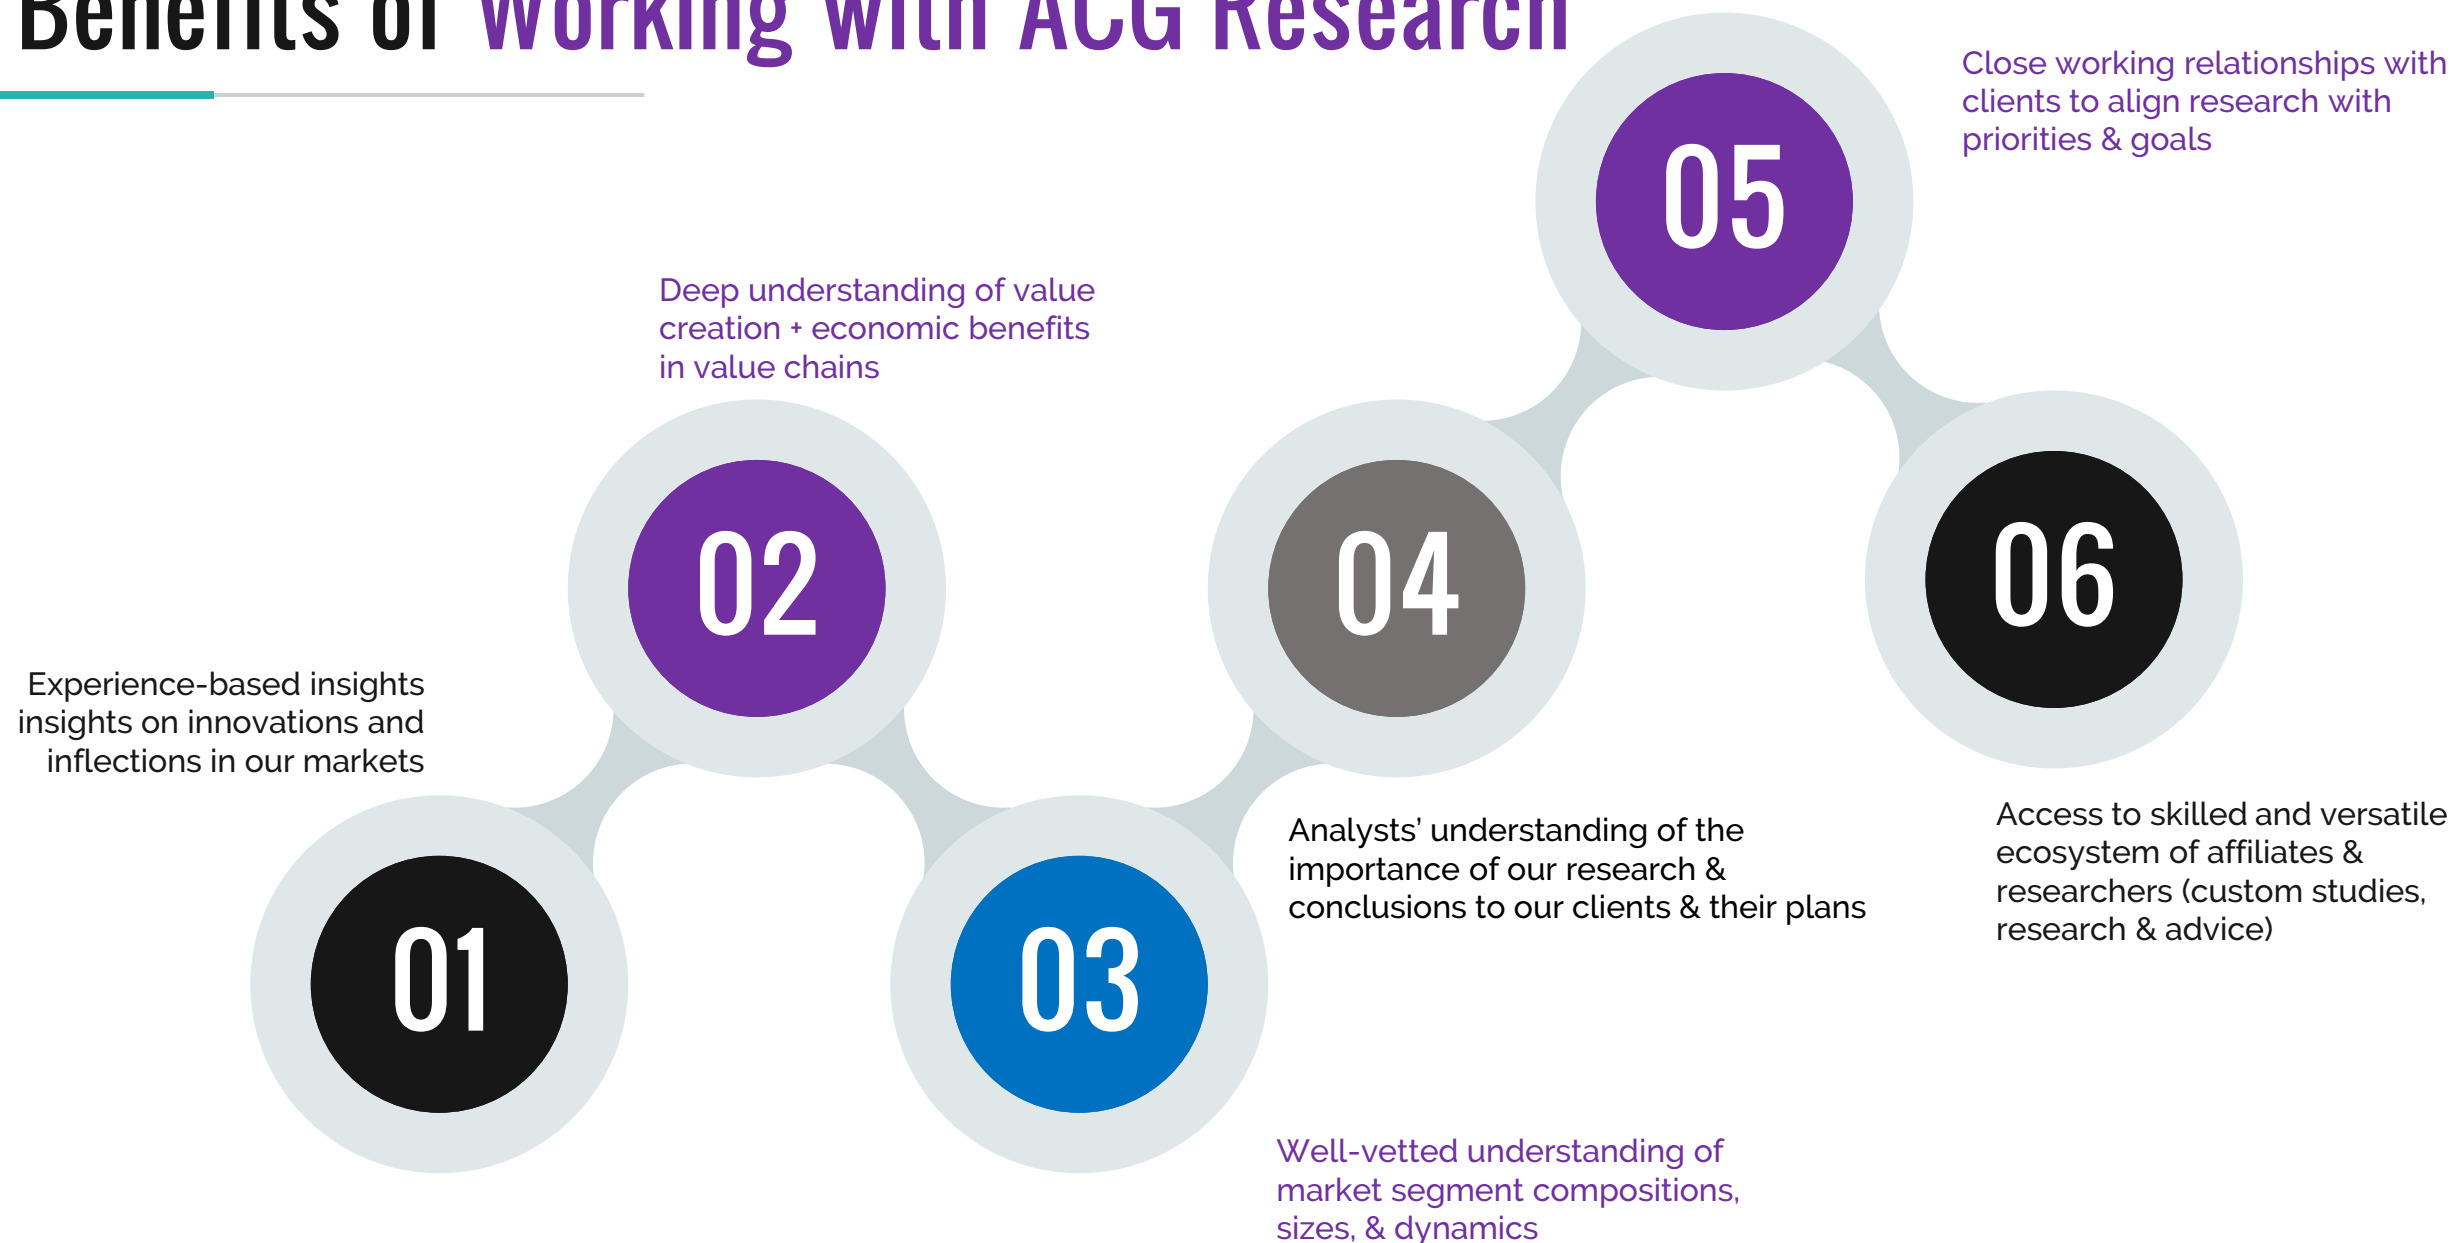 Benefits of Working with ACG Research
Experience-based insights
insights on innovations and
inflections in our markets
01
Deep understanding of value
creation + economic benefits
in value chains
02
03
Well-vetted understanding of
market segment compositions,
sizes, & dynamics
04
Analysts’ understanding of the
importance of our research &
conclusions to our clients & their plans
05
Close working relationships with
clients to align research with
priorities & goals
06
Access to skilled and versatile
ecosystem of affiliates &
researchers (custom studies,
research & advice)